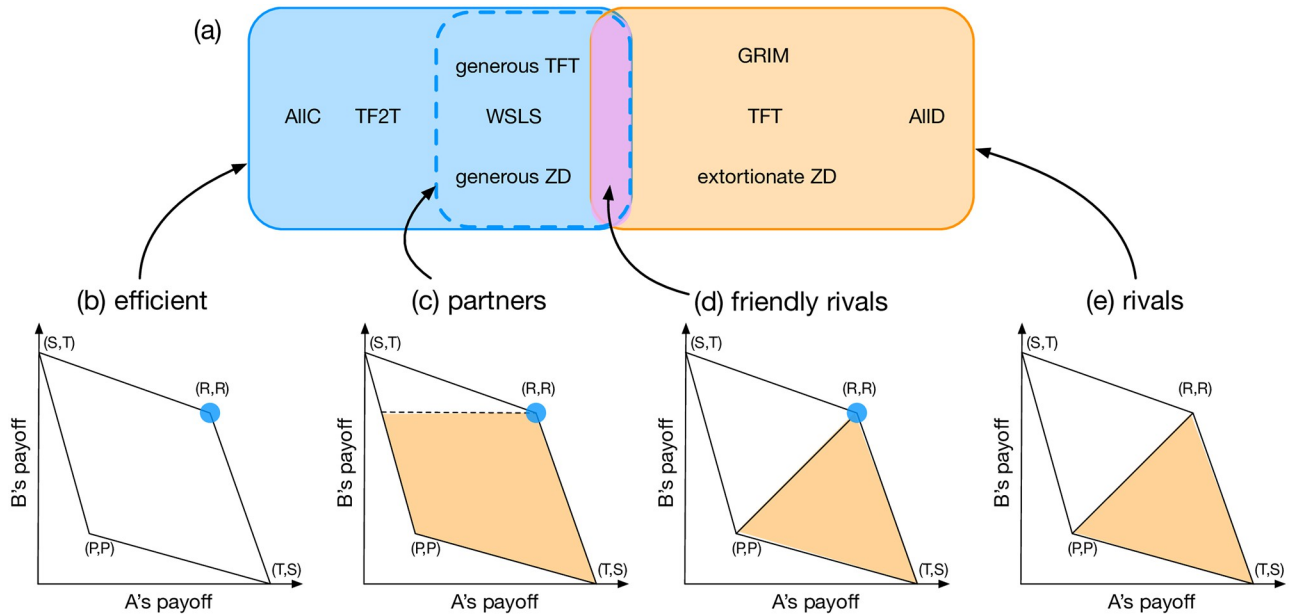 (a)
generous TFT
GRIM
AllC TF2T WSLS TFT AllD
generous ZD
extortionate ZD
(b) efficient
(c) partners
(d) friendly rivals
(e) rivals
(S,T)
(R,R)
(P,P)
(T,S)
B's payoff
A's payoff
(S,T)
(R,R)
(P,P)
(T,S)
B's payoff
A's payoff
(S,T)
(R,R)
(P,P)
(T,S)
B's payoff
A's payoff
(S,T)
(R,R)
(P,P)
(T,S)
B's payoff
A's payoff